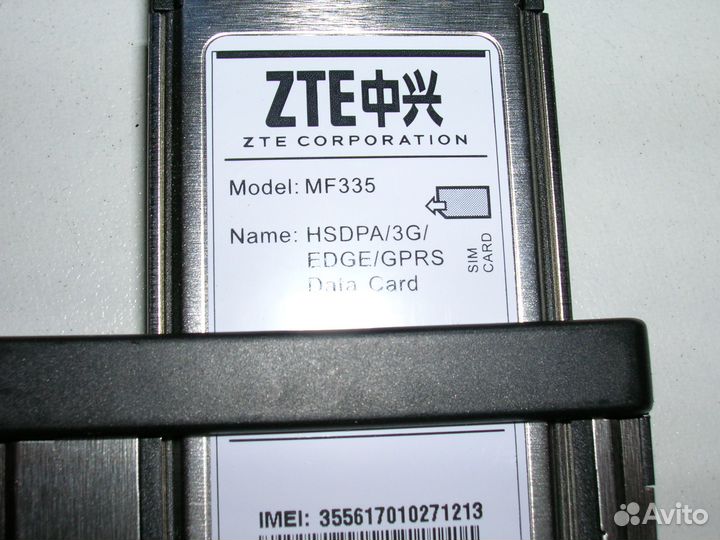 ZTE中兴
ZTE CORPORATION
Model: MF335
Name: HSDPA/3G/
EDGE/GPRS
Data Card
SIM
CARD
IMEI: 355617010271213
Avito